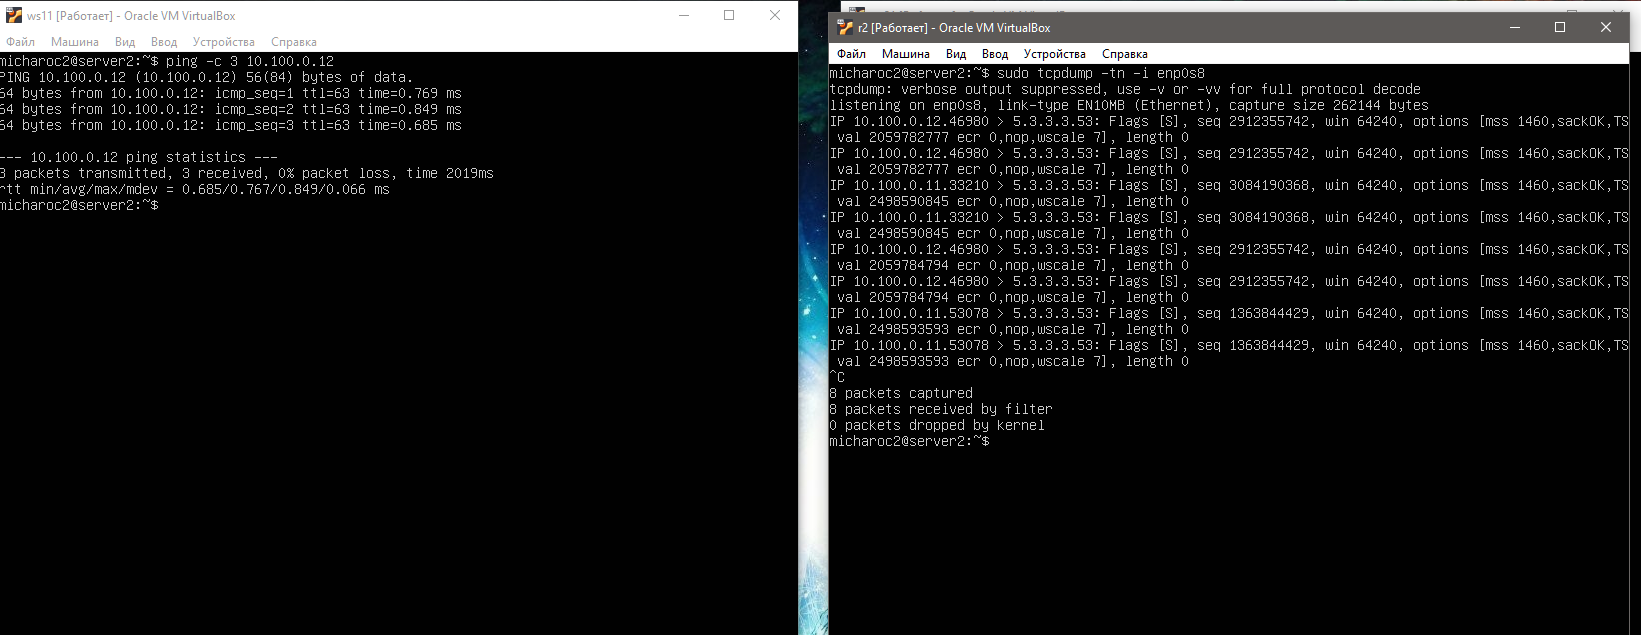 ws11 [Работает] - Oracle VM VirtualBox
Файл Машина Вид Ввод Устройства Справка
micharoc2@server2:~$ ping -c 3 10.100.0.12
PING 10.100.0.12 (10.100.0.12) 56(84) bytes of data.
64 bytes from 10.100.0.12: icmp_seq=1 ttl=63 time=0.769 ms
64 bytes from 10.100.0.12: icmp_seq=2 ttl=63 time=0.849 ms
64 bytes from 10.100.0.12: icmp_seq=3 ttl=63 time=0.685 ms
--- 10.100.0.12 ping statistics ---
3 packets transmitted, 3 received, 0% packet loss, time 2019ms
rtt min/avg/max/mdev = 0.685/0.767/0.849/0.066 ms
micharoc2@server2:~$
r2 [Работает] - Oracle VM VirtualBox
Файл Машина Вид Ввод Устройства Справка
micharoc2@server2:~$ sudo tcpdump -tn -i enp0s8
tcpdump: verbose output suppressed, use -v or -vv for full protocol decode
listening on enp0s8, link-type EN10MB (Ethernet), capture size 262144 bytes
IP 10.100.0.12.46980 > 5.3.3.3.53: Flags [S], seq 2912355742, win 64240, options [mss 1460,sackOK,TS
val 2059782777 ecr 0,nop,wscale 7], length 0
IP 10.100.0.12.46980 > 5.3.3.3.53: Flags [S], seq 2912355742, win 64240, options [mss 1460,sackOK,TS
val 2059782777 ecr 0,nop,wscale 7], length 0
IP 10.100.0.11.33210 > 5.3.3.3.53: Flags [S], seq 3084190368, win 64240, options [mss 1460,sackOK,TS
val 2498590845 ecr 0,nop,wscale 7], length 0
IP 10.100.0.11.33210 > 5.3.3.3.53: Flags [S], seq 3084190368, win 64240, options [mss 1460,sackOK,TS
val 2498590845 ecr 0,nop,wscale 7], length 0
IP 10.100.0.12.46980 > 5.3.3.3.53: Flags [S], seq 2912355742, win 64240, options [mss 1460,sackOK,TS
val 2059784794 ecr 0,nop,wscale 7], length 0
IP 10.100.0.12.46980 > 5.3.3.3.53: Flags [S], seq 2912355742, win 64240, options [mss 1460,sackOK,TS
val 2059784794 ecr 0,nop,wscale 7], length 0
IP 10.100.0.11.53078 > 5.3.3.3.53: Flags [S], seq 1363844429, win 64240, options [mss 1460,sackOK,TS
val 2498593593 ecr 0,nop,wscale 7], length 0
IP 10.100.0.11.53078 > 5.3.3.3.53: Flags [S], seq 1363844429, win 64240, options [mss 1460,sackOK,TS
val 2498593593 ecr 0,nop,wscale 7], length 0
^C
8 packets captured
8 packets received by filter
0 packets dropped by kernel
micharoc2@server2:~$